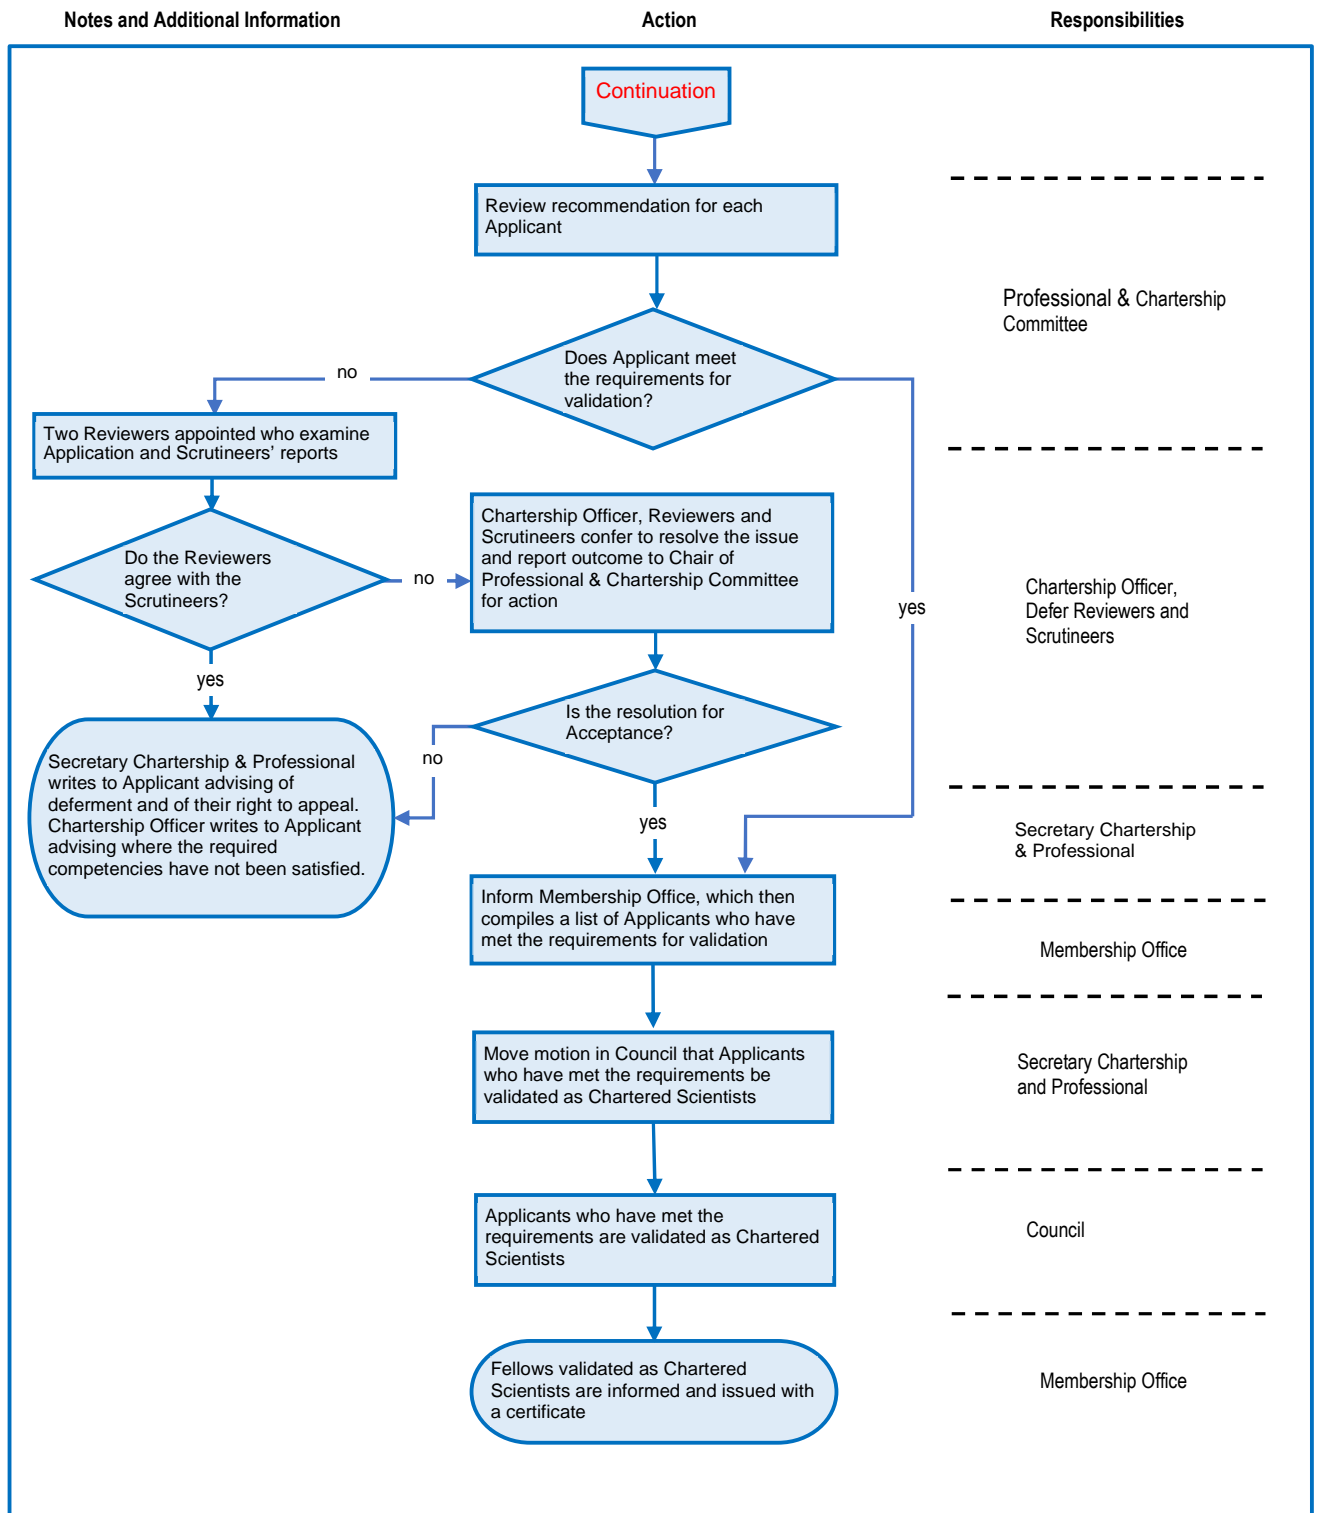 Notes and Additional Information
Action
Responsibilities
Continuation
Review recommendation for each
Applicant
Professional & Chartership
Committee
Does Applicant meet
the requirements for
validation?
no
yes
Two Reviewers appointed who examine
Application and Scrutineers' reports
Do the Reviewers
agree with the
Scrutineers?
no
yes
Chartership Officer, Reviewers and
Scrutineers confer to resolve the issue
and report outcome to Chair of
Professional & Chartership Committee
for action
Chartership Officer,
Defer Reviewers and
Scrutineers
Is the resolution for
Acceptance?
no
yes
Secretary Chartership & Professional
writes to Applicant advising of
deferment and of their right to appeal.
Chartership Officer writes to Applicant
advising where the required
competencies have not been satisfied.
Secretary Chartership
& Professional
Inform Membership Office, which then
compiles a list of Applicants who have
met the requirements for validation
Membership Office
Move motion in Council that Applicants
who have met the requirements be
validated as Chartered Scientists
Secretary Chartership
and Professional
Applicants who have met the
requirements are validated as Chartered
Scientists
Council
Fellows validated as Chartered
Scientists are informed and issued with
a certificate
Membership Office